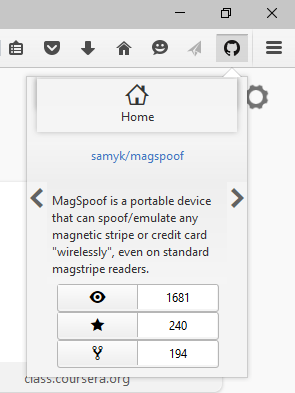 Home
samyk/magspoof
MagSpoof is a portable device
that can spoof/emulate any
magnetic stripe or credit card
"wirelessly", even on standard
magstripe readers.
1681
240
194
class.coursera.org